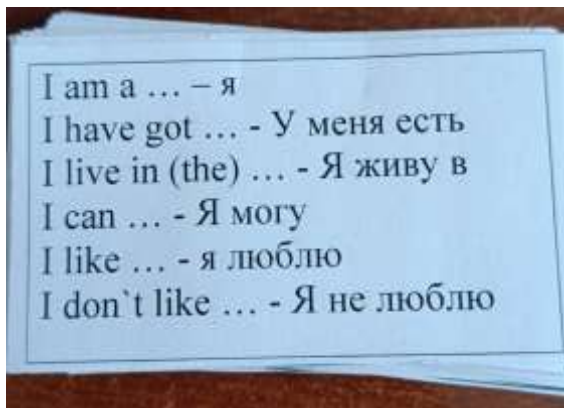 I am a ... – я
I have got ... - У меня есть
I live in (the) ... - Я живу в
I can ... - Я могу
I like ... - я люблю
I don`t like ... - Я не люблю